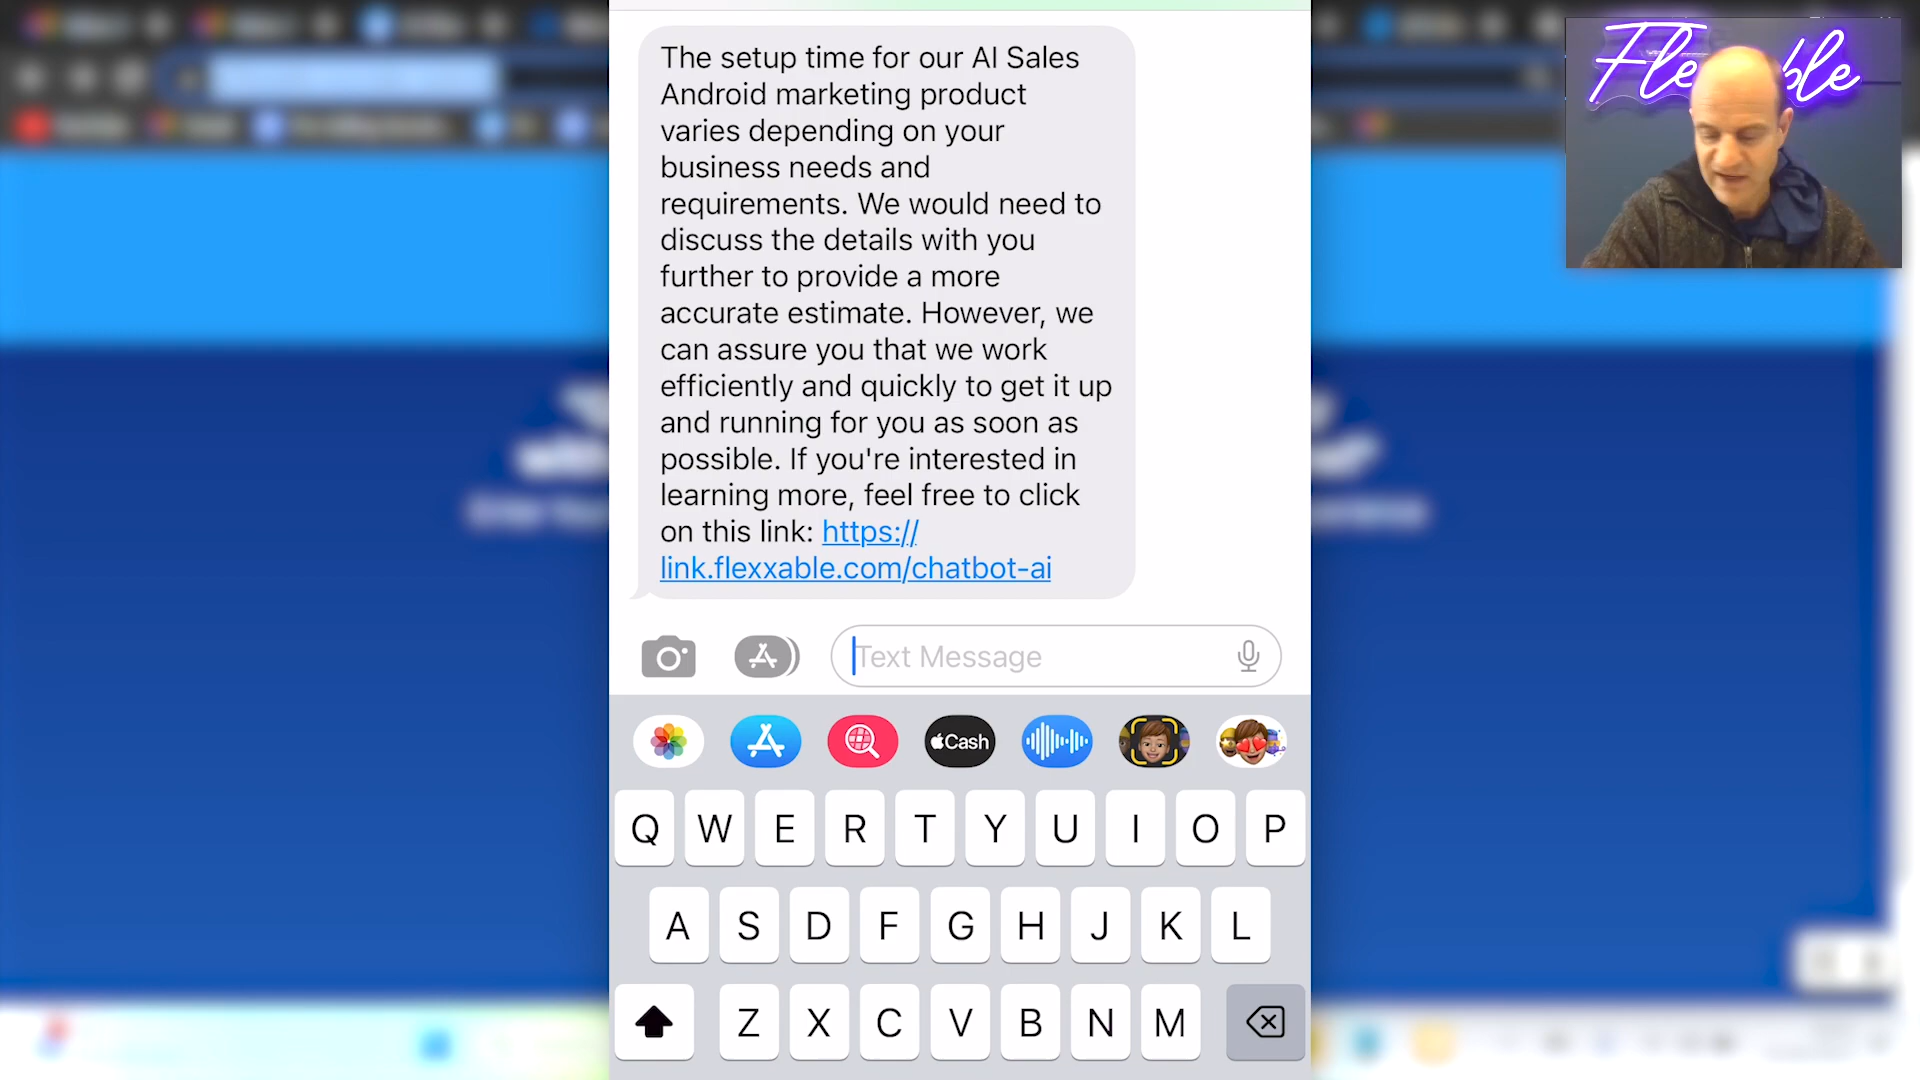 The setup time for our AI Sales
Android marketing product
varies depending on your
business needs and
requirements. We would need to
discuss the details with you
further to provide a more
accurate estimate. However, we
can assure you that we work
efficiently and quickly to get it up
and running for you as soon as
possible. If you're interested in
learning more, feel free to click
on this link: https://
link.flexxable.com/chatbot-ai
Text Message
Cash
Q W E R T Y U I O P
A S D F G H J K L
Z X C V B N M